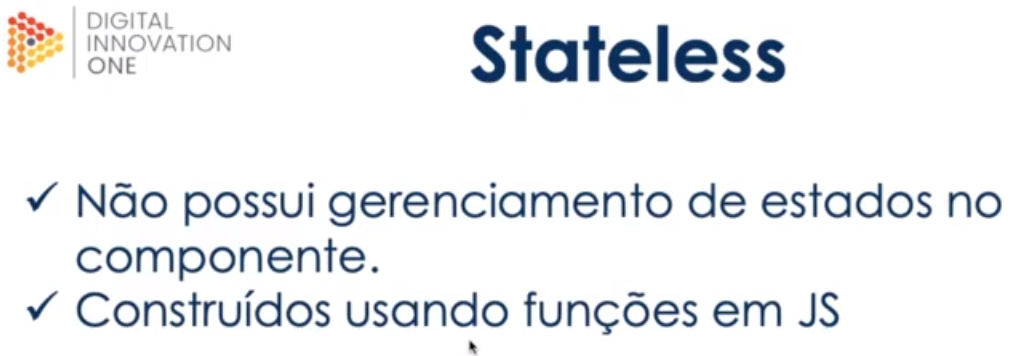 DIGITAL
INNOVATION
ONE
Stateless
✓ Não possui gerenciamento de estados no
componente.
✓ Construídos usando funções em JS